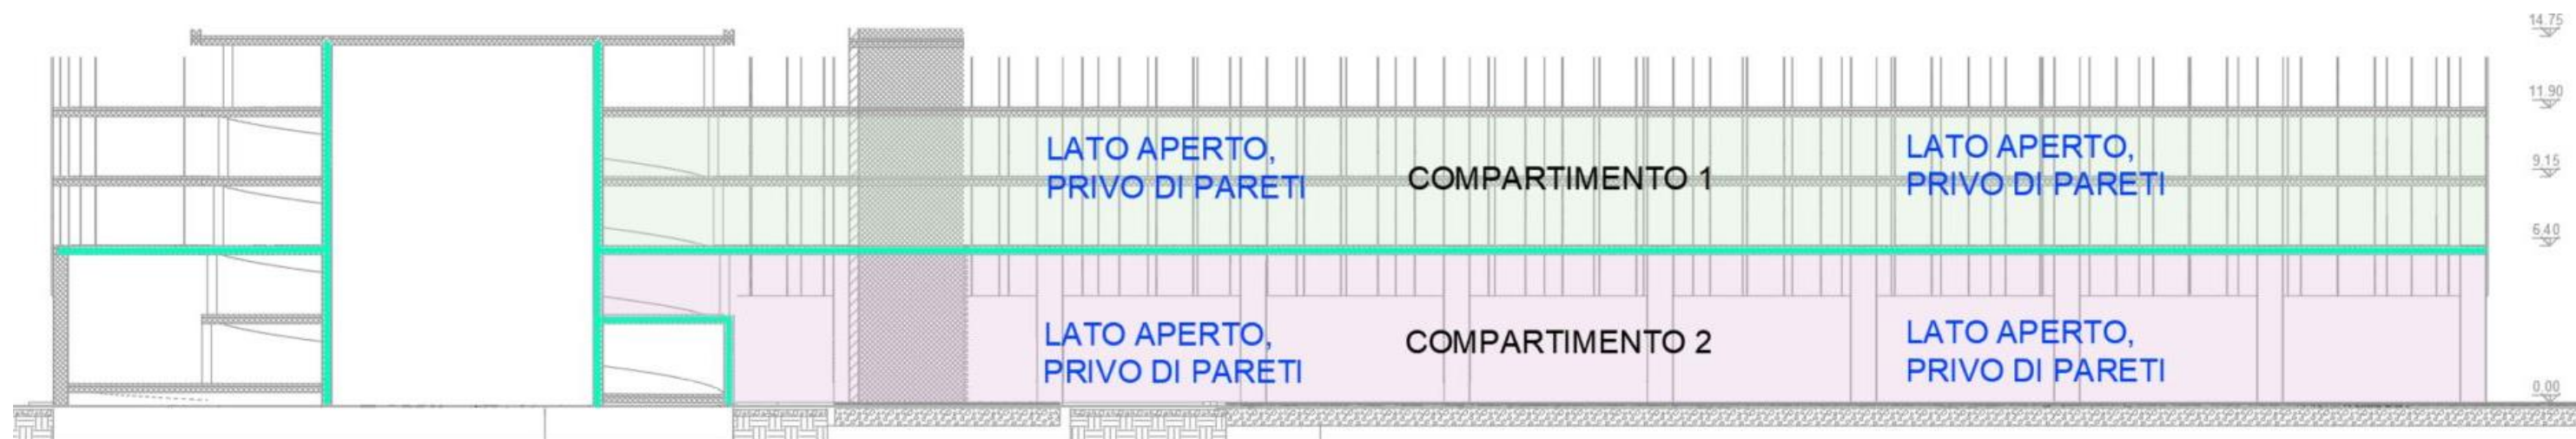 14.75
11.90
LATO APERTO,
PRIVO DI PARETI
COMPARTIMENTO 1
LATO APERTO,
PRIVO DI PARETI
9,15
6,40
LATO APERTO,
PRIVO DI PARETI
COMPARTIMENTO 2
LATO APERTO,
PRIVO DI PARETI
0.00